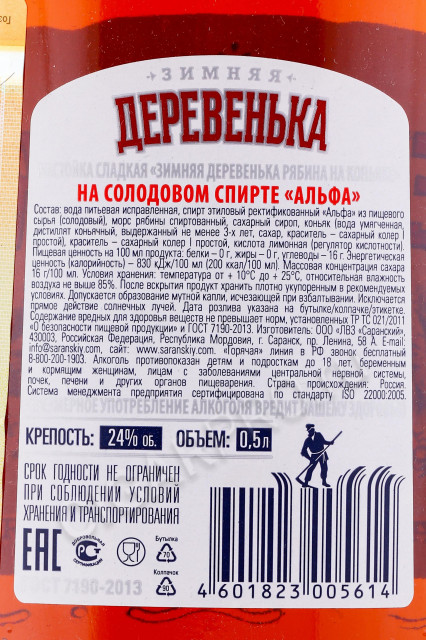 ЗИМНЯЯ
ДЕРЕВЕНЬКА
НАСТОЙКА СЛАДКАЯ «ЗИМНЯЯ ДЕРЕВЕНЬКА РЯБИНА НА КОНЬЯКЕ»
НА СОЛОДОВОМ СПИРТЕ «АЛЬФА»
Состав: вода питьевая исправленная, спирт этиловый ректификованный «Альфа» из пищевого
сырья (солодовый), морс рябины спиртованный, сахарный сироп, коньяк (вода умягченная,
дистиллят коньячный, выдержанный не менее 3-х лет, сахар, краситель – сахарный колер I
простой), краситель – сахарный колер I простой, кислота лимонная (регулятор кислотности).
Пищевая ценность на 100 мл продукта: белки – 0 г, жиры – 0 г, углеводы – 16 г. Энергетическая
ценность (калорийность) – 830 кДж/100 мл (200 ккал/100 мл). Массовая концентрация сахара
16 г/100 мл. Условия хранения: температура от + 10°С до + 25°С, относительная влажность
воздуха не выше 85%. После вскрытия продукт хранить плотно укупоренным в рекомендуемых
условиях. Допускается образование мутной капли, исчезающей при взбалтывании. Исключается
прямое действие солнечных лучей. Дата розлива указана на бутылке/колпачке/этикетке.
Содержание вредных для здоровья веществ не превышает норм, установленных ТР ТС 021/2011
«О безопасности пищевой продукции» и ГОСТ 7190-2013. Изготовитель: ООО «ЛВЗ «Саранский»,
430003, Российская Федерация, Республика Мордовия, г. Саранск, пр. Ленина, 58 А. E-mail:
info@saranskiy.com, сайт: www.saranskiy.com. «Горячая» линия в РФ звонок бесплатный
8-800-200-1903. Алкоголь противопоказан детям и подросткам до 18 лет, беременным и
кормящим женщинам, лицам с заболеваниями центральной нервной системы,
почек, печени и других органов пищеварения. Страна происхождения: Россия.
Система менеджмента предприятия сертифицирована по стандарту ISO 22000:2005.
ЧРЕЗМЕРНОЕ УПОТРЕБЛЕНИЕ АЛКОГОЛЯ ВРЕДИТ ВАШЕМУ ЗДОРОВЬЮ
КРЕПОСТЬ: 24% ОБ. ОБЪЕМ: 0,5 Л
СРОК ГОДНОСТИ НЕ ОГРАНИЧЕН
ПРИ СОБЛЮДЕНИИ УСЛОВИЙ
ХРАНЕНИЯ И ТРАНСПОРТИРОВАНИЯ
ЕАС
ДОБРОВОЛЬНАЯ
СЕРТИФИКАЦИЯ
Бутылка
70
Колпачок
90
ГОСТ 7190-2013
4 601823 005614